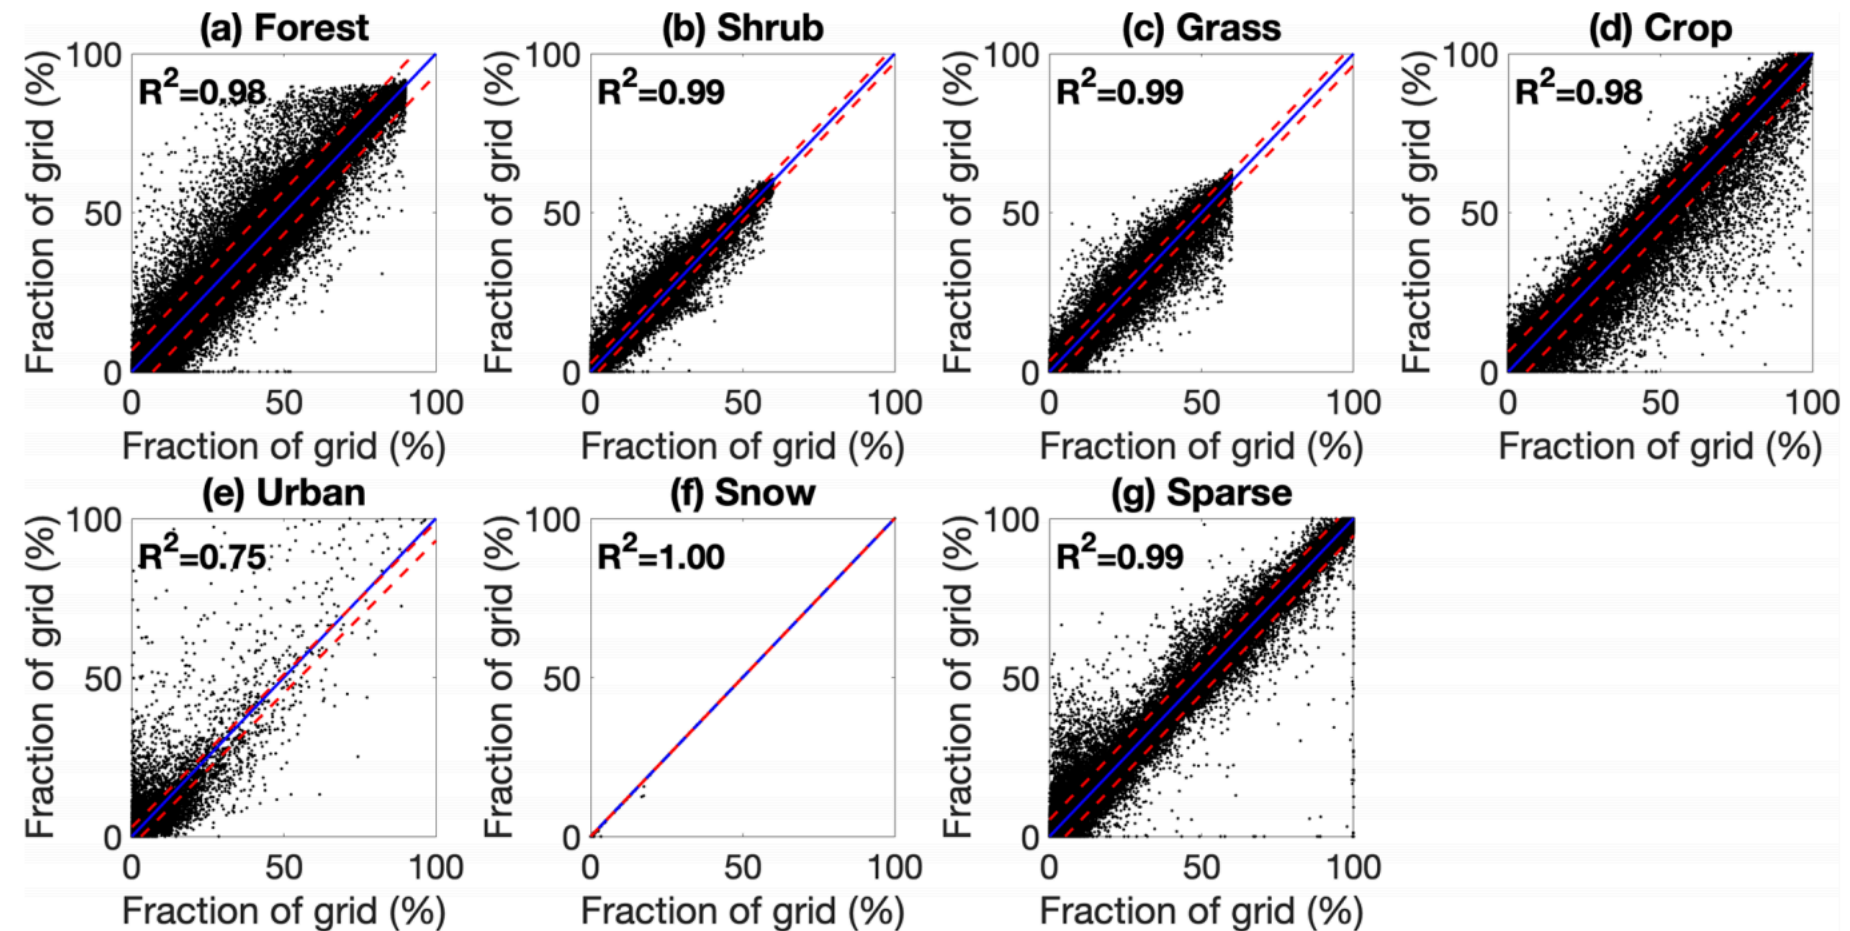 (a) Forest
Fraction of grid (%)
100
50
0
R²=0.98
0 50 100
Fraction of grid (%)
(b) Shrub
Fraction of grid (%)
100
50
0
R²=0.99
0 50 100
Fraction of grid (%)
(c) Grass
Fraction of grid (%)
100
50
0
R²=0.99
0 50 100
Fraction of grid (%)
(d) Crop
Fraction of grid (%)
100
50
0
R²=0.98
0 50 100
Fraction of grid (%)
(e) Urban
Fraction of grid (%)
100
50
0
R²=0.75
0 50 100
Fraction of grid (%)
(f) Snow
Fraction of grid (%)
100
50
0
R²=1.00
0 50 100
Fraction of grid (%)
(g) Sparse
Fraction of grid (%)
100
50
0
R²=0.99
0 50 100
Fraction of grid (%)